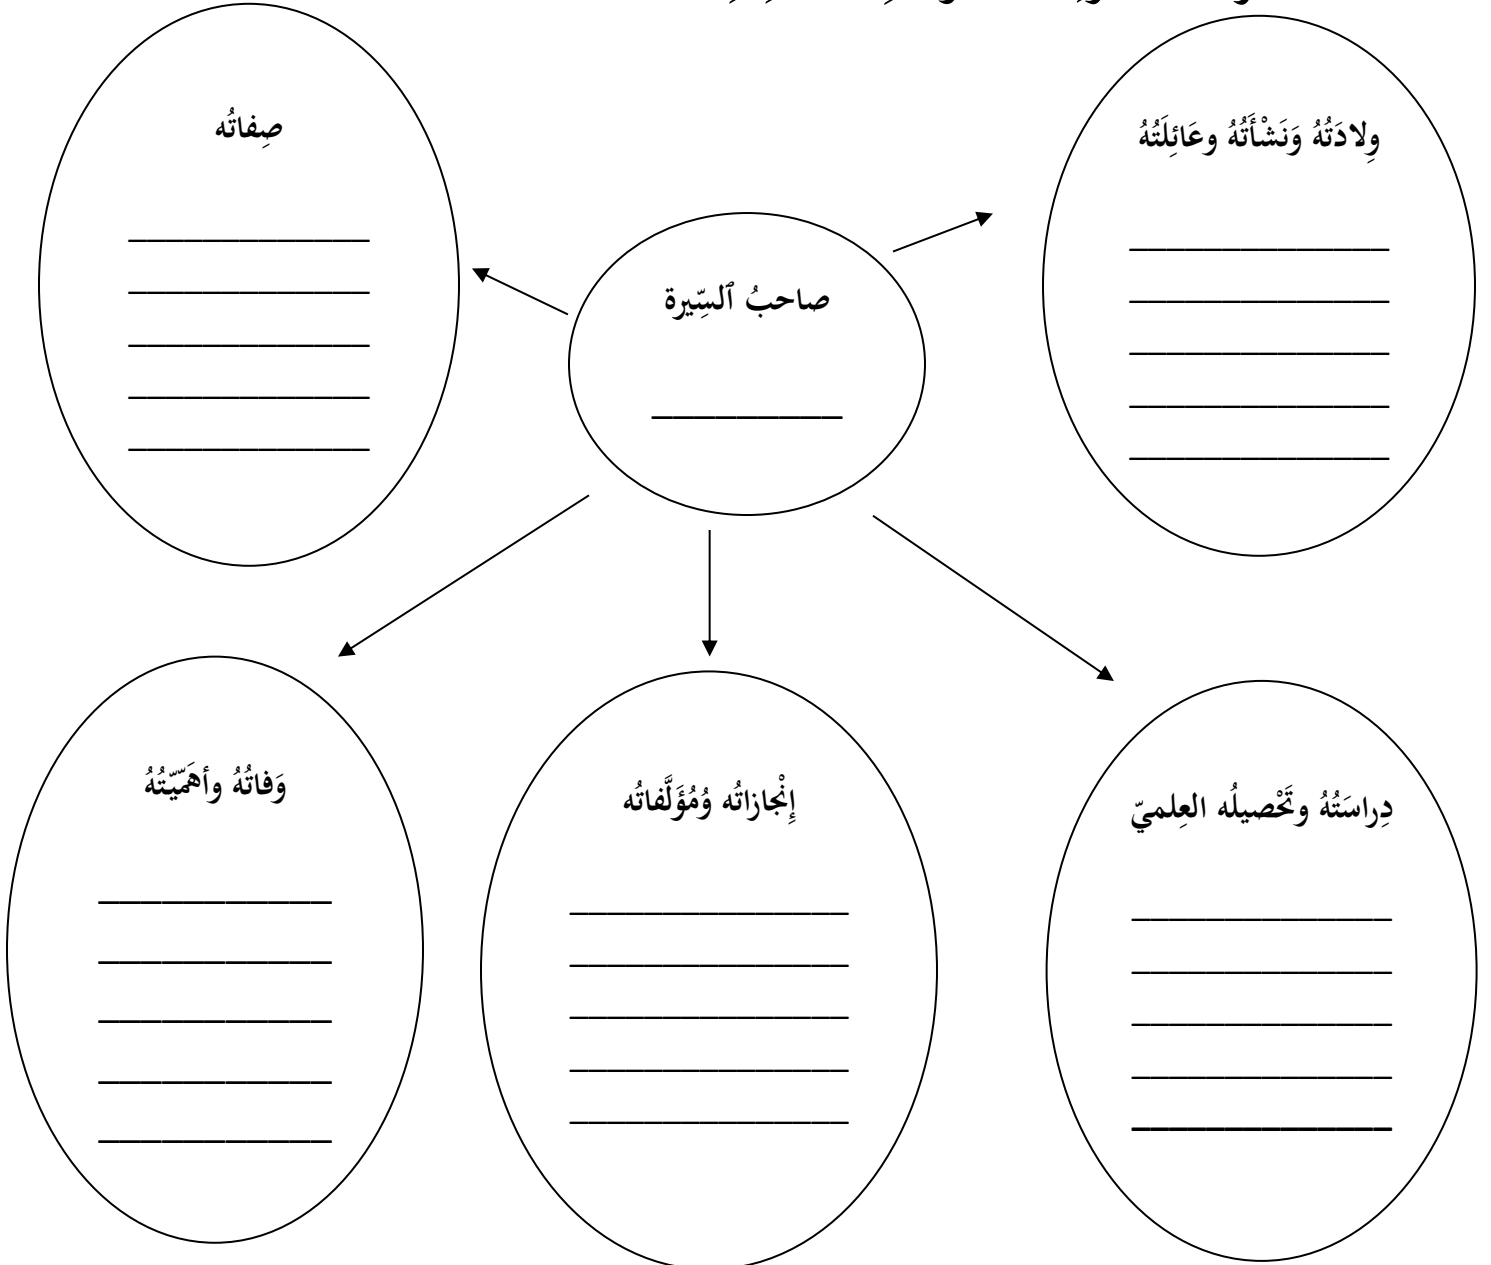 وِلادَتُهُ وَنَشْأَتُهُ وعَائِلَتُهُ
صِفاتُه
صاحبُ ٱلسِّيرة
دِراسَتُهُ وتَحْصيلُه العِلميّ
إِنْجازاتُه وُمُؤَلَّفاتُه
وَفاتُهُ وأهَمّيّتُهُ